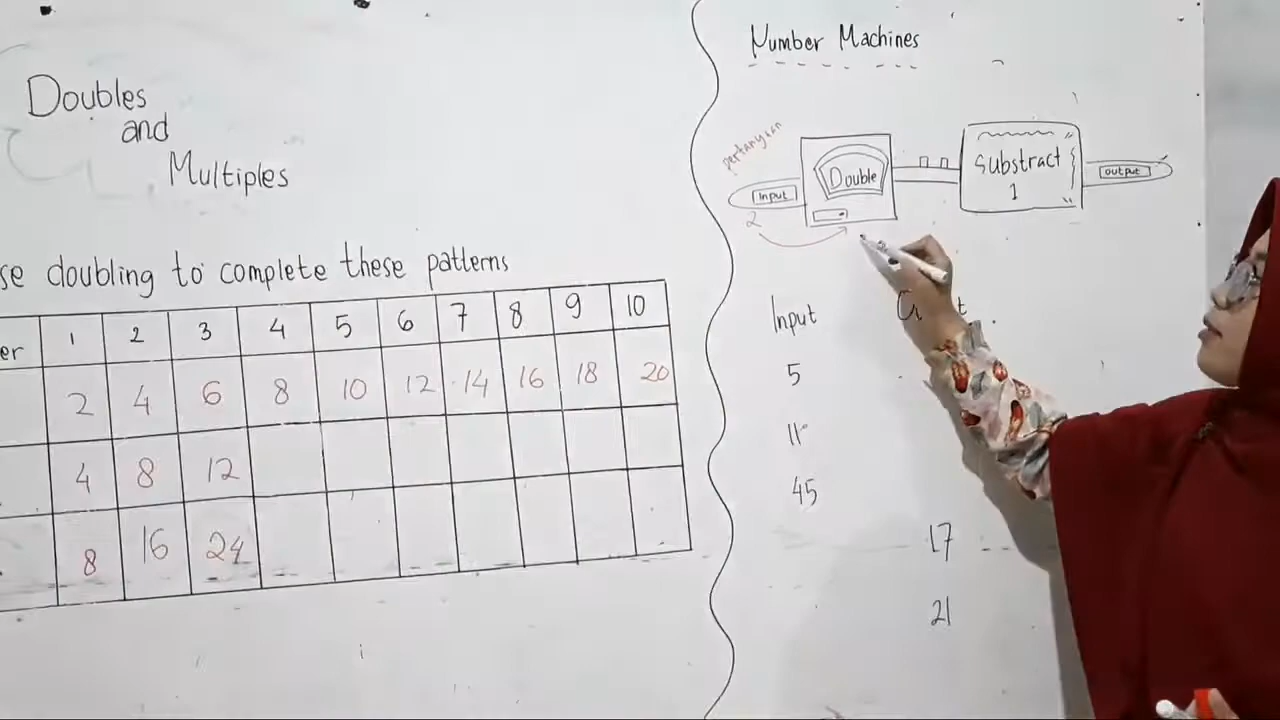 Doubles
and
Multiples
se doubling to complete these patterns
er 1 2 3 4 5 6 7 8 9 10
2 4 6 8 10 12 14 16 18 20
4 8 12
8 16 24
Number Machines
pertanyaan
Input
Double
Substract
1
output
2
Input
5
11
45
17
21